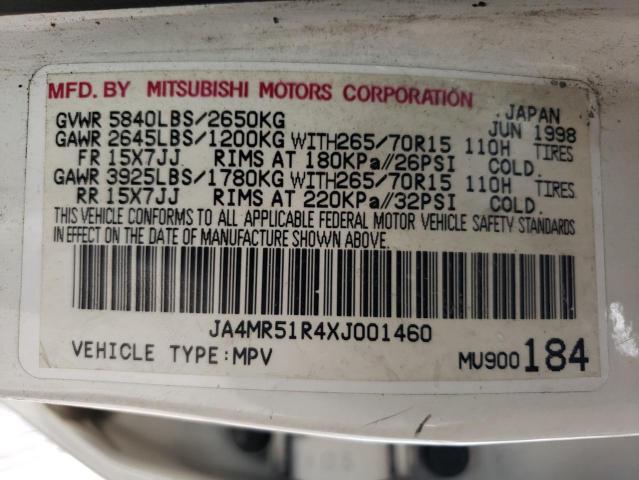 MFD. BY MITSUBISHI MOTORS CORPORATION
GVWR 5840LBS/2650KG JAPAN
JUN 1998
GAWR 2645LBS/1200KG WITH265/70R15 110H TIRES
FR 15X7JJ RIMS AT 180KPa//26PSI COLD.
GAWR 3925LBS/1780KG WITH265/70R15 110H TIRES
RR 15X7JJ RIMS AT 220KPa//32PSI COLD.
THIS VEHICLE CONFORMS TO ALL APPLICABLE FEDERAL MOTOR VEHICLE SAFETY STANDARDS
IN EFFECT ON THE DATE OF MANUFACTURE SHOWN ABOVE.
JA4MR51R4XJ001460
VEHICLE TYPE:MPV MU900184